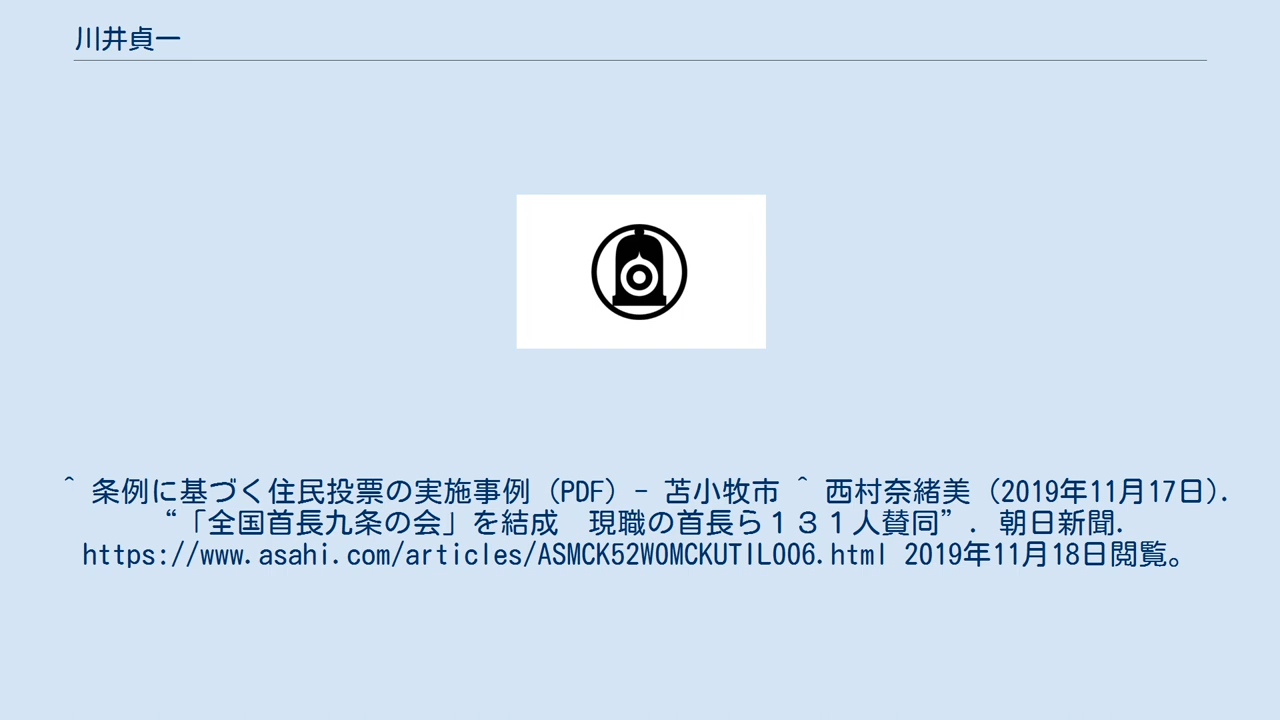 川井貞一
^ 条例に基づく住民投票の実施事例（PDF）- 苫小牧市 ^ 西村奈緒美 (2019年11月17日).
“「全国首長九条の会」を結成　現職の首長ら１３１人賛同”. 朝日新聞.
https://www.asahi.com/articles/ASMCK52W0MCKUTIL006.html 2019年11月18日閲覧。